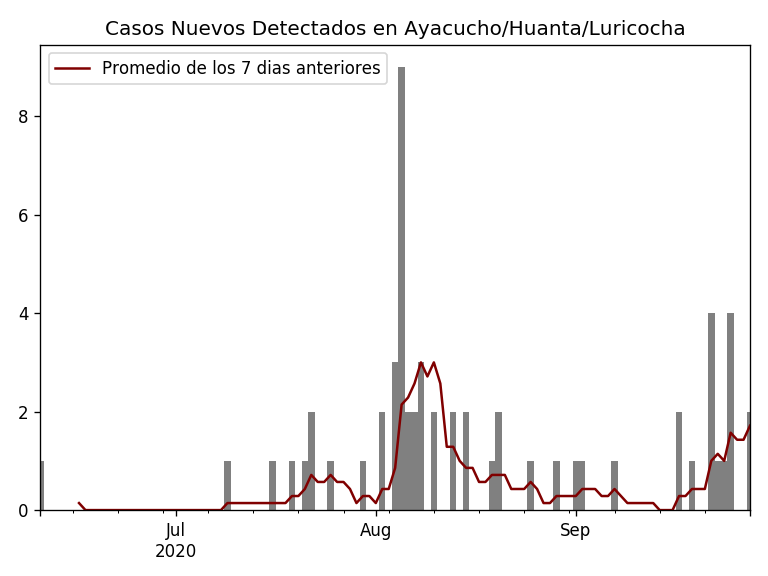 Casos Nuevos Detectados en Ayacucho/Huanta/Luricocha
Promedio de los 7 dias anteriores
8
6
4
2
0
Jul
Aug
Sep
2020